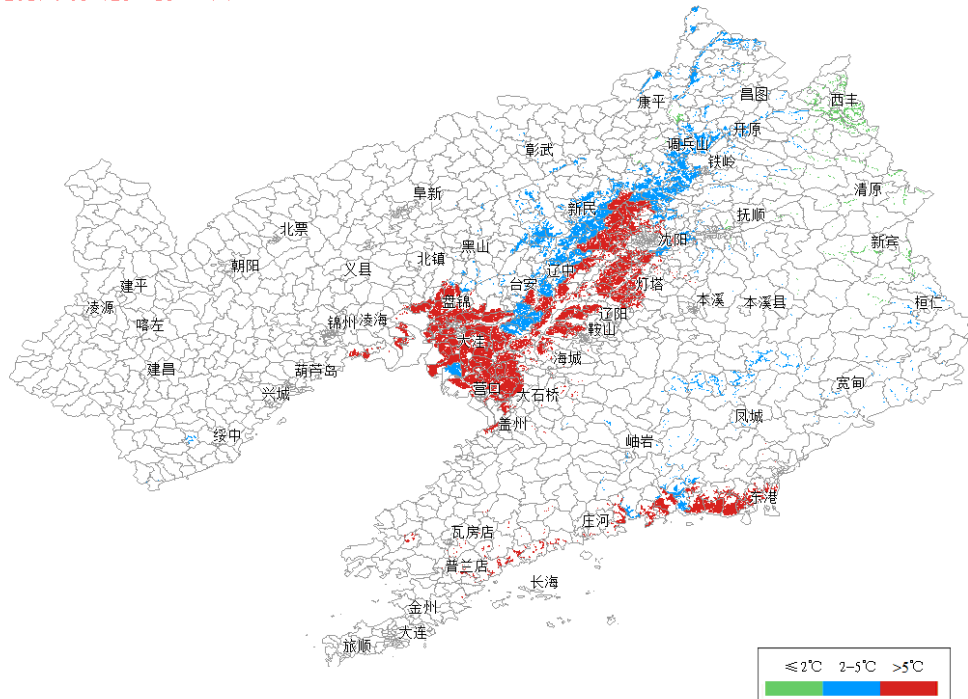 康平
昌图
西丰
开原
调兵山
彰武
铁岭
清原
阜新
新民
抚顺
北票
沈阳
新宾
黑山
北镇
朝阳
义县
辽中
台安
灯塔
建平
本溪
本溪县
桓仁
盘锦
凌源
辽阳
喀左
锦州
凌海
鞍山
大洼
海城
建昌
葫芦岛
宽甸
营口
大石桥
兴城
凤城
盖州
绥中
岫岩
东港
庄河
瓦房店
普兰店
长海
金州
大连
旅顺
≤2℃ 2-5℃ >5℃